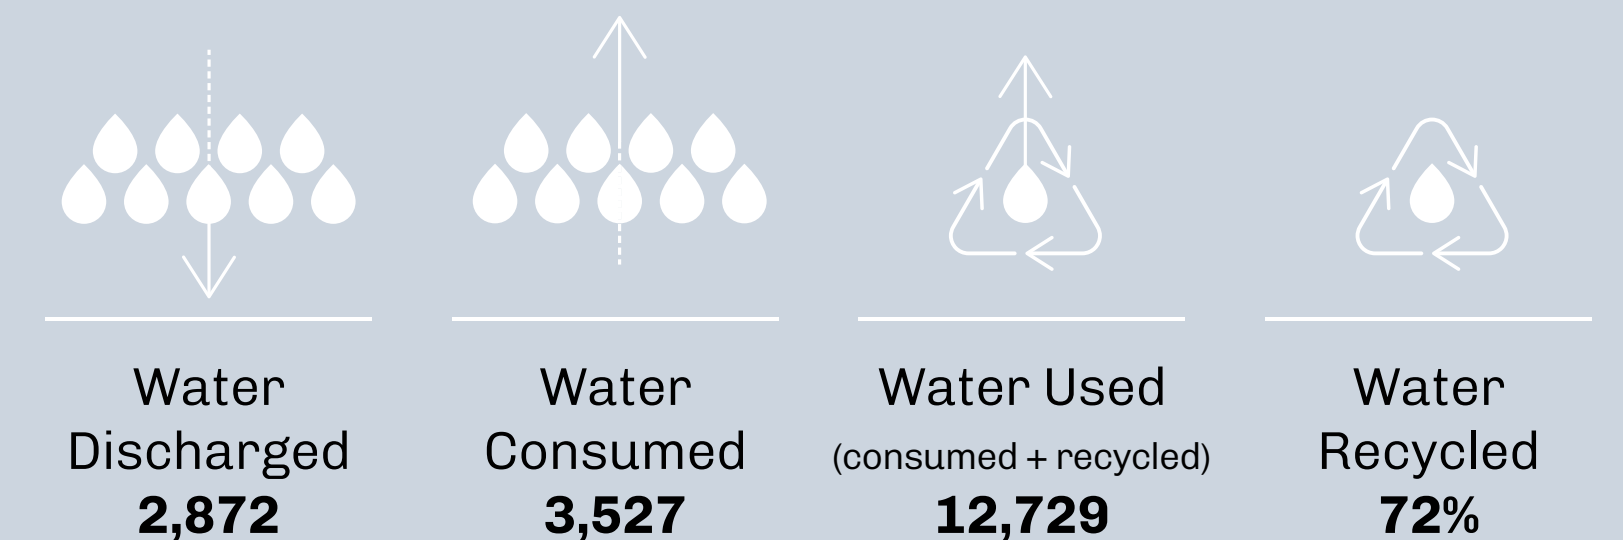 Water
Discharged
2,872
Water
Consumed
3,527
Water Used
(consumed + recycled)
12,729
Water
Recycled
72%